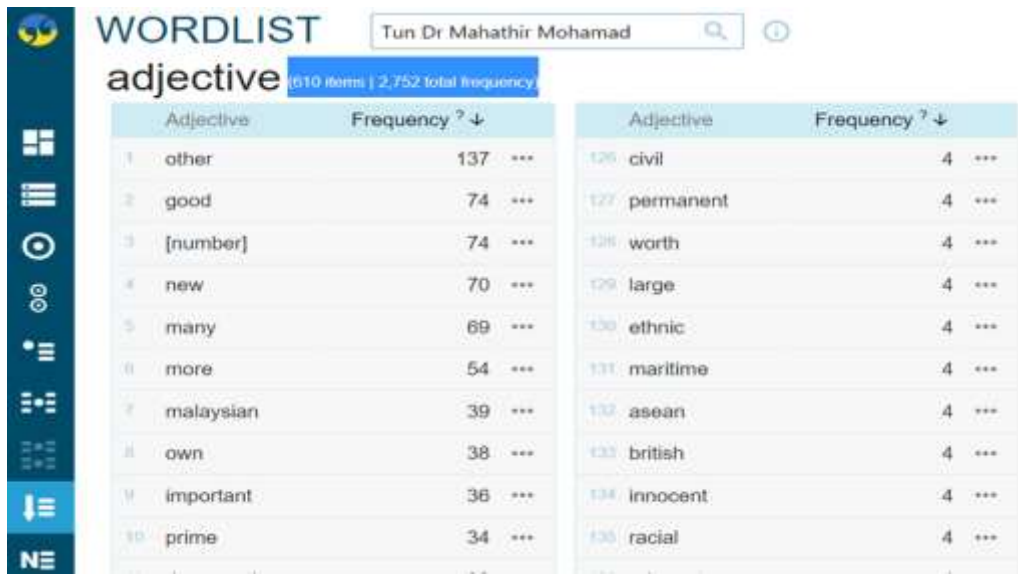 WORDLIST
Tun Dr Mahathir Mohamad
adjective (610 items | 2,752 total frequency)
Adjective Frequency ? Adjective Frequency ?
1 other 137 ••• 126 civil 4 •••
2 good 74 ••• 127 permanent 4 •••
3 [number] 74 ••• 128 worth 4 •••
4 new 70 ••• 129 large 4 •••
5 many 69 ••• 130 ethnic 4 •••
6 more 54 ••• 131 maritime 4 •••
7 malaysian 39 ••• 132 asean 4 •••
8 own 38 ••• 133 british 4 •••
9 important 36 ••• 134 innocent 4 •••
10 prime 34 ••• 135 racial 4 •••
N